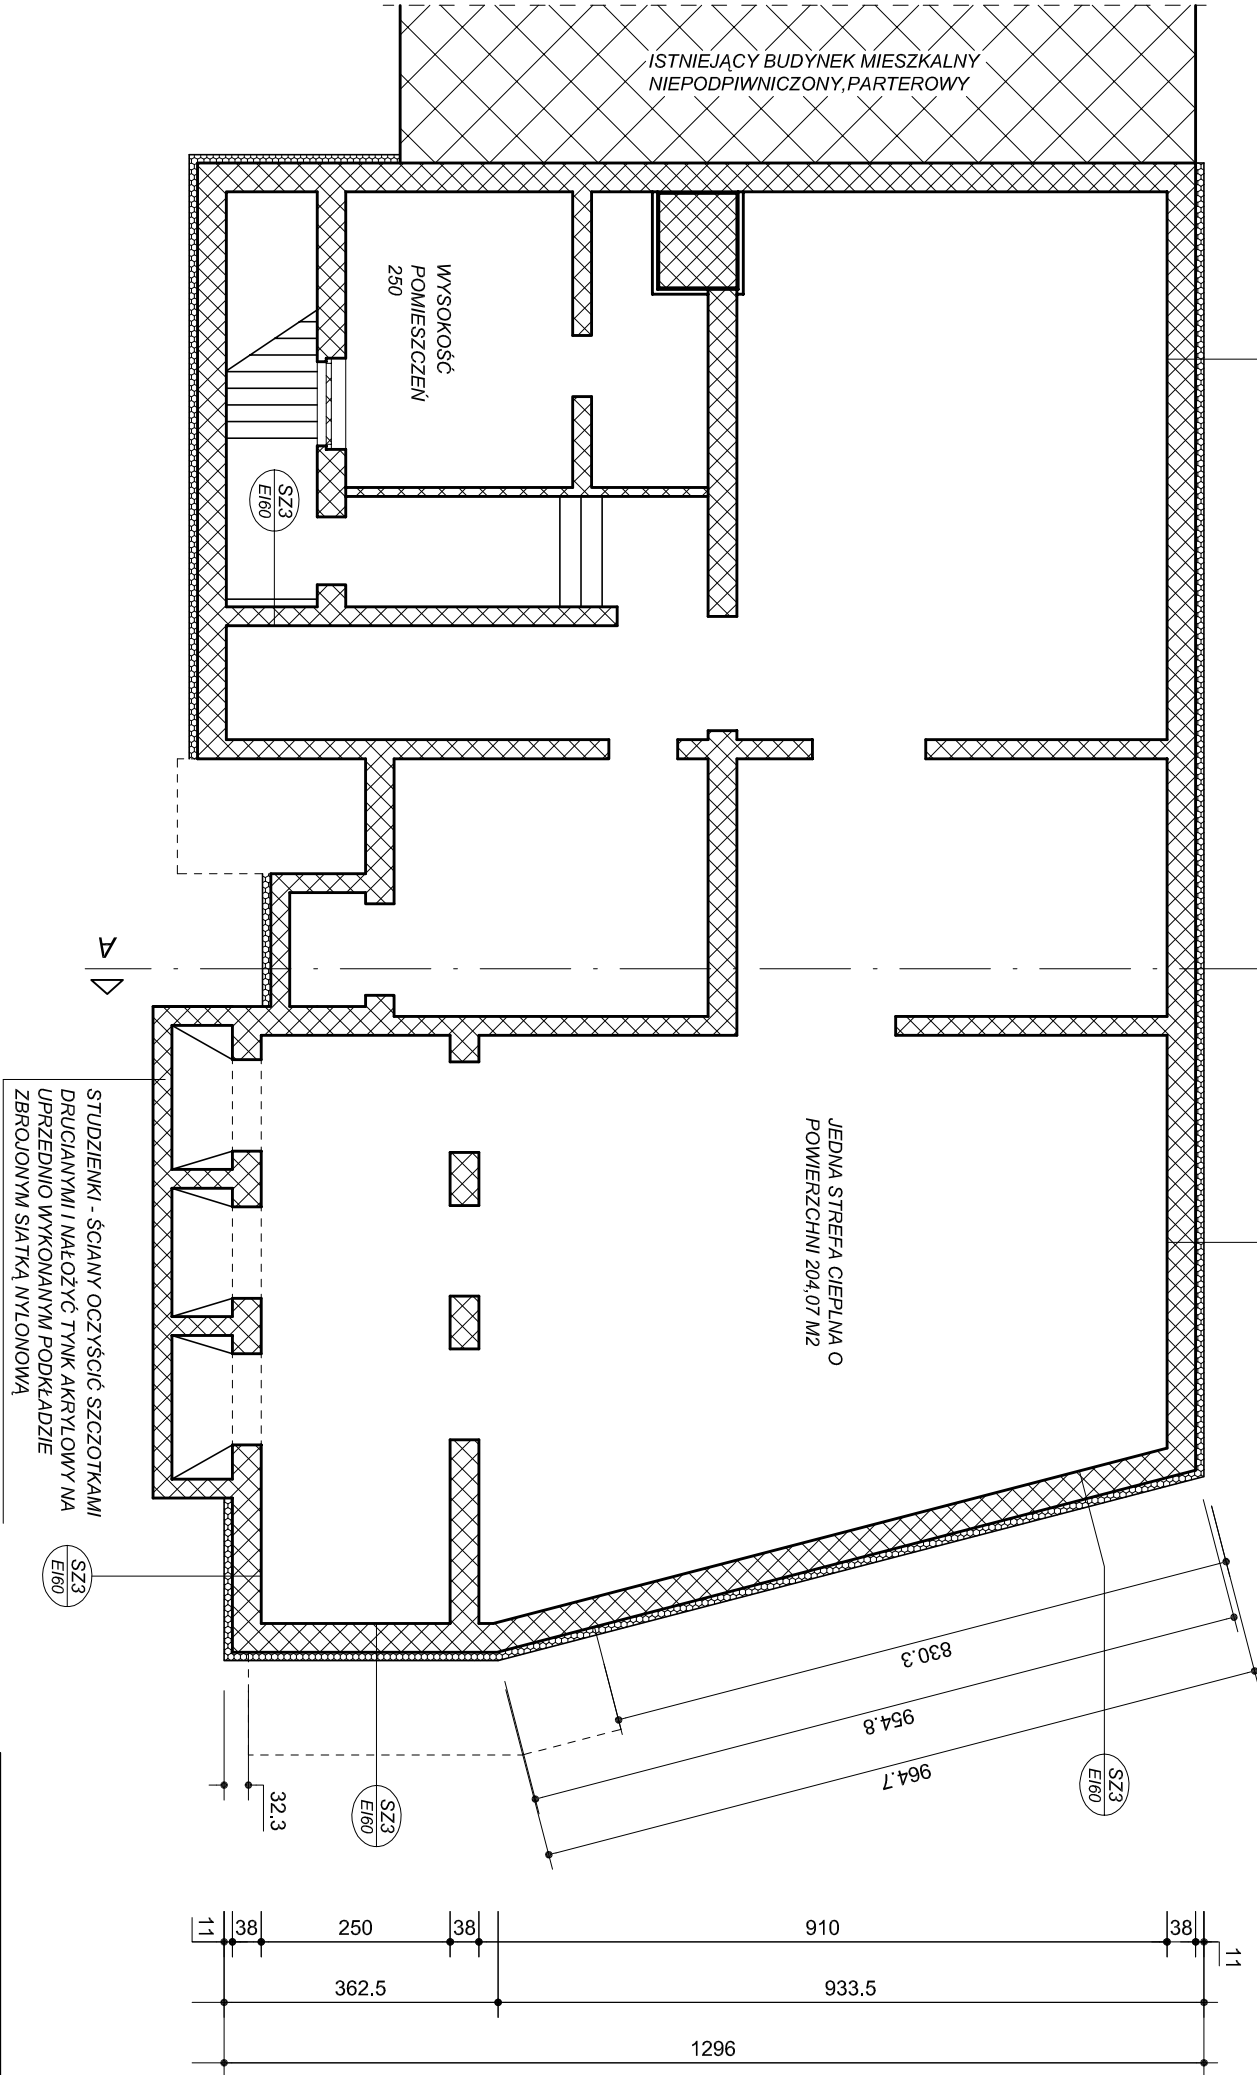 ISTNIEJĄCY BUDYNEK MIESZKALNY
NIEPODPIWNICZONY,PARTEROWY
WYSOKOŚĆ
POMIESZCZEŃ
250
SZ3
EI60
A
JEDNA STREFA CIEPLNA O
POWIERZCHNI 204,07 M2
STUDZIENKI - ŚCIANY OCZYŚCIĆ SZCZOTKAMI
DRUCIANYMI I NAŁOŻYĆ TYNK AKRYLOWY NA
UPRZEDNIO WYKONANYM PODKŁADZIE
ZBROJONYM SIATKĄ NYLONOWĄ
SZ3
EI60
830.3
954.8
964.7
SZ3
EI60
SZ3
EI60
32.3
11
38
250
38
910
38
11
362.5
933.5
1296